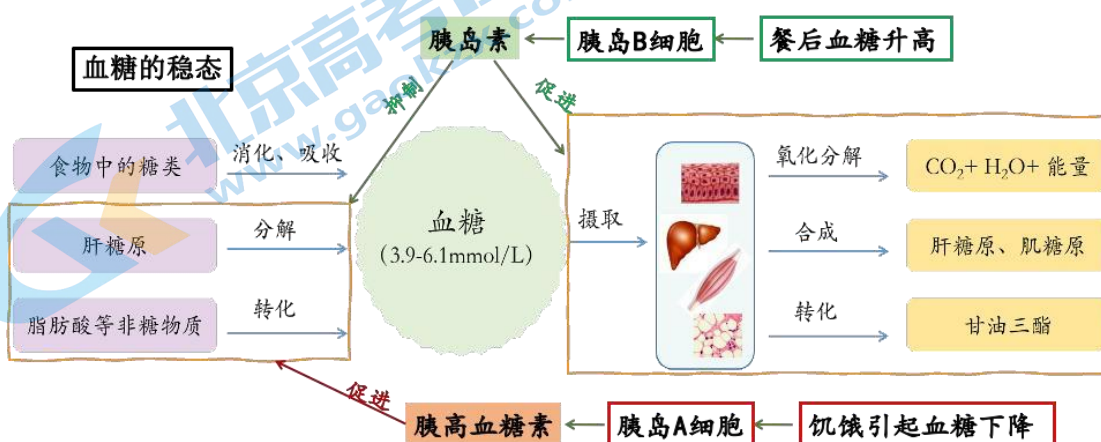 胰岛素
胰岛B细胞
餐后血糖升高
血糖的稳态
抑制
促进
食物中的糖类
消化、吸收
氧化分解
CO₂+ H₂O+ 能量
肝糖原
分解
血糖
(3.9-6.1mmol/L)
摄取
合成
肝糖原、肌糖原
脂肪酸等非糖物质
转化
转化
甘油三酯
促进
胰高血糖素
胰岛A细胞
饥饿引起血糖下降